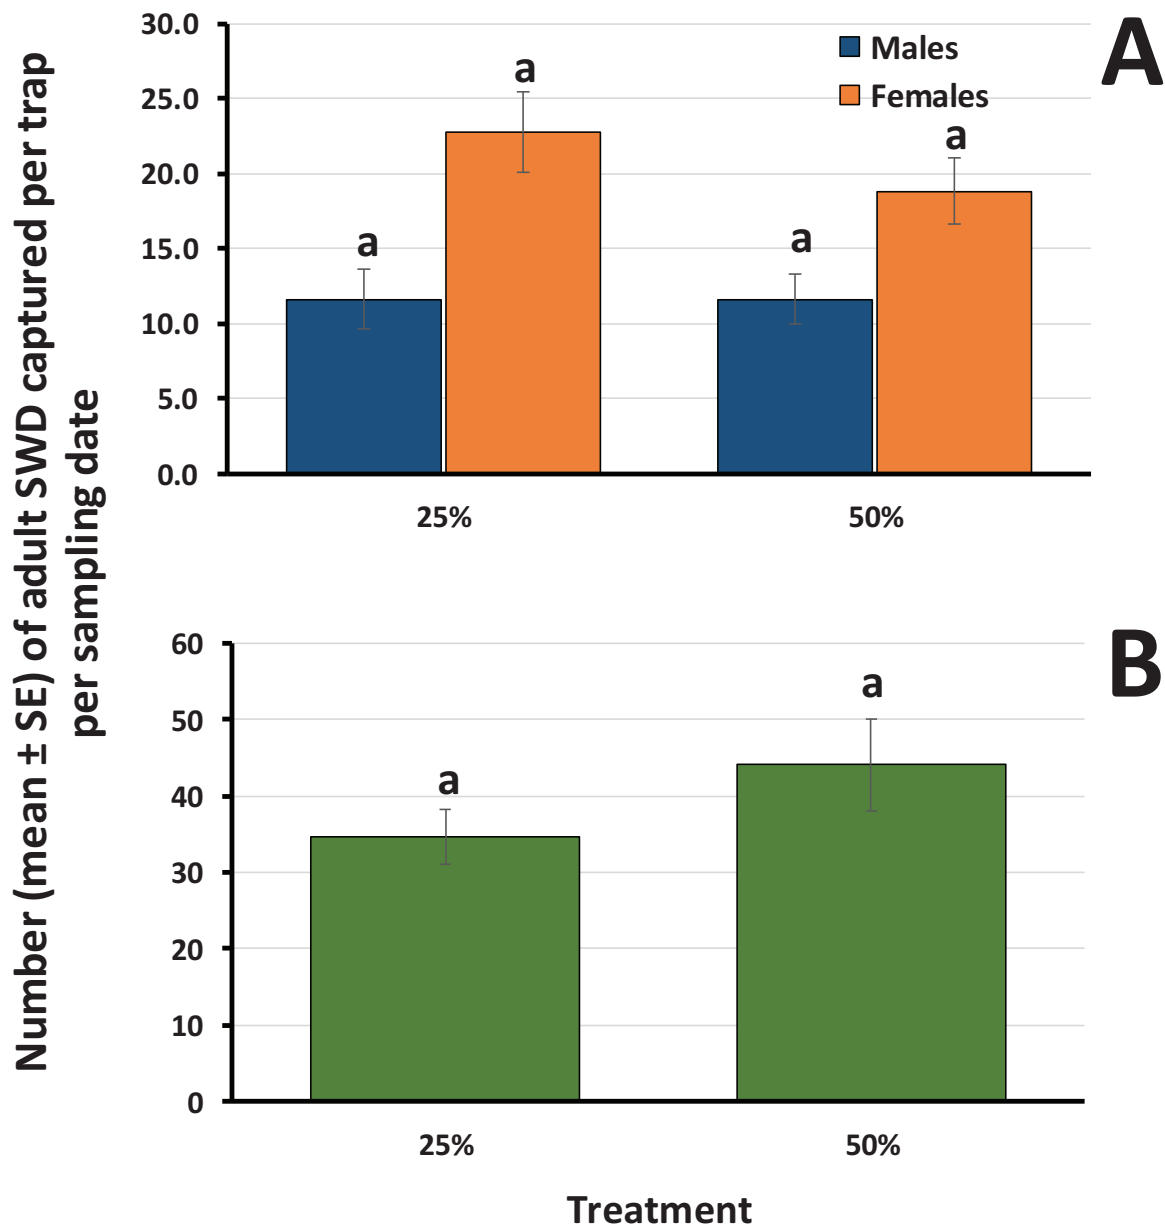 Number (mean ± SE) of adult SWD captured per trap
per sampling date
A
Males
Females
30.0
25.0
20.0
15.0
10.0
5.0
0.0
a
a
a
a
25%
50%
B
60
50
40
30
20
10
0
a
a
25%
50%
Treatment